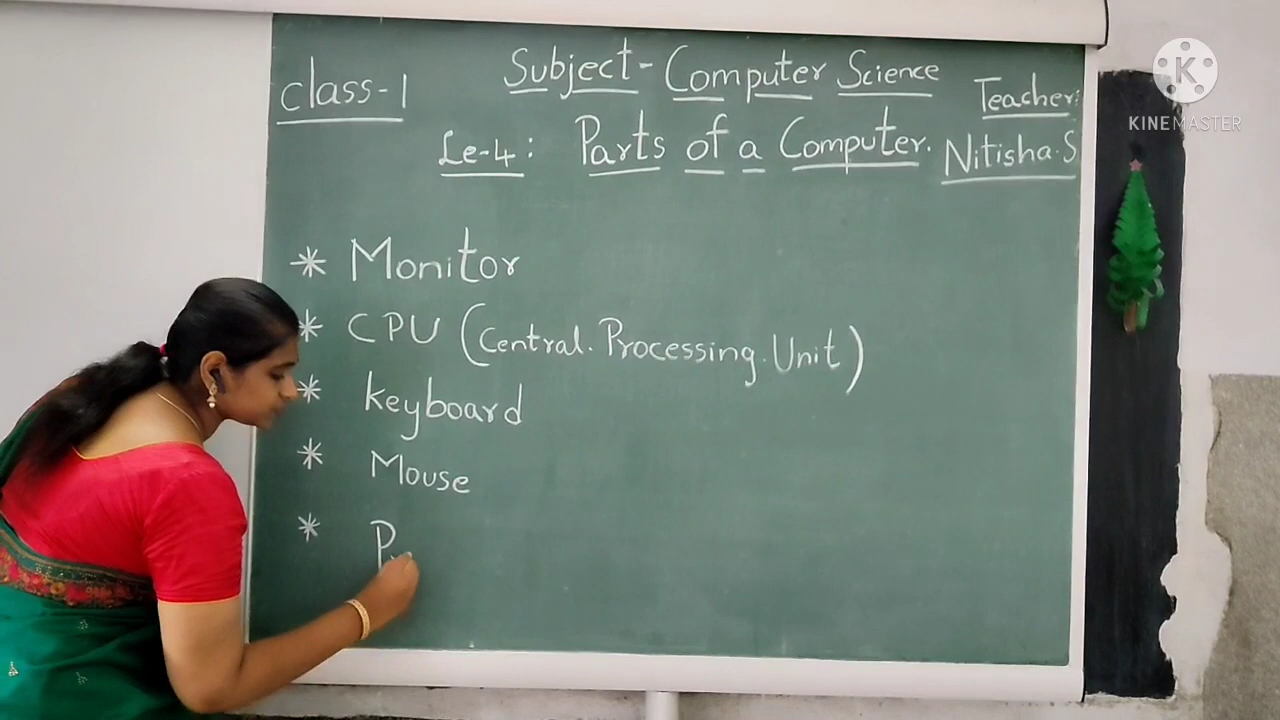 class-1
Subject- Computer Science
Teacher:
Le-4: Parts of a Computer.
Nitisha.S
* Monitor
* CPU (Central.Processing.Unit)
* keyboard
* Mouse
* P
KINEMASTER